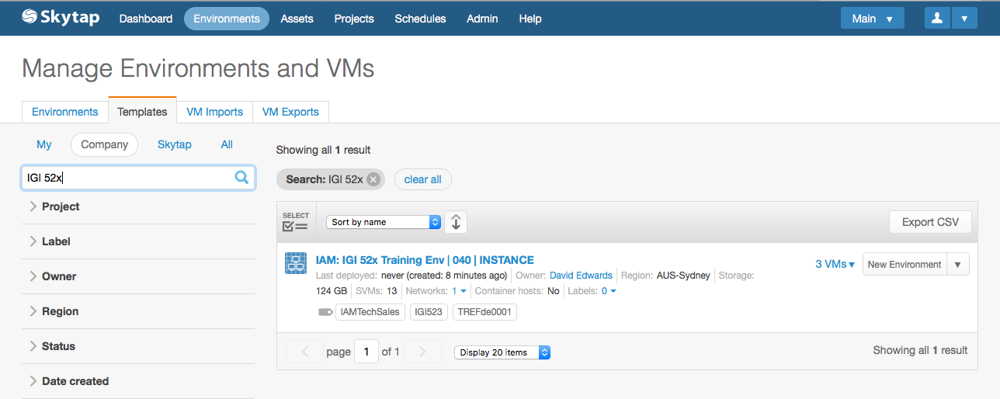 Skytap Dashboard Environments Assets Projects Schedules Admin Help Main
Manage Environments and VMs
Environments Templates VM Imports VM Exports
My Company Skytap All
IGI 52x
Project
Label
Owner
Region
Status
Date created
Showing all 1 result
Search: IGI 52x clear all
SELECT Sort by name Export CSV
IAM: IGI 52x Training Env | 040 | INSTANCE 3 VMs New Environment
Last deployed: never (created: 8 minutes ago) Owner: David Edwards Region: AUS-Sydney Storage:
124 GB SVMs: 13 Networks: 1 Container hosts: No Labels: 0
IAMTechSales IGI523 TREFde0001
page 1 of 1 Display 20 items Showing all 1 result